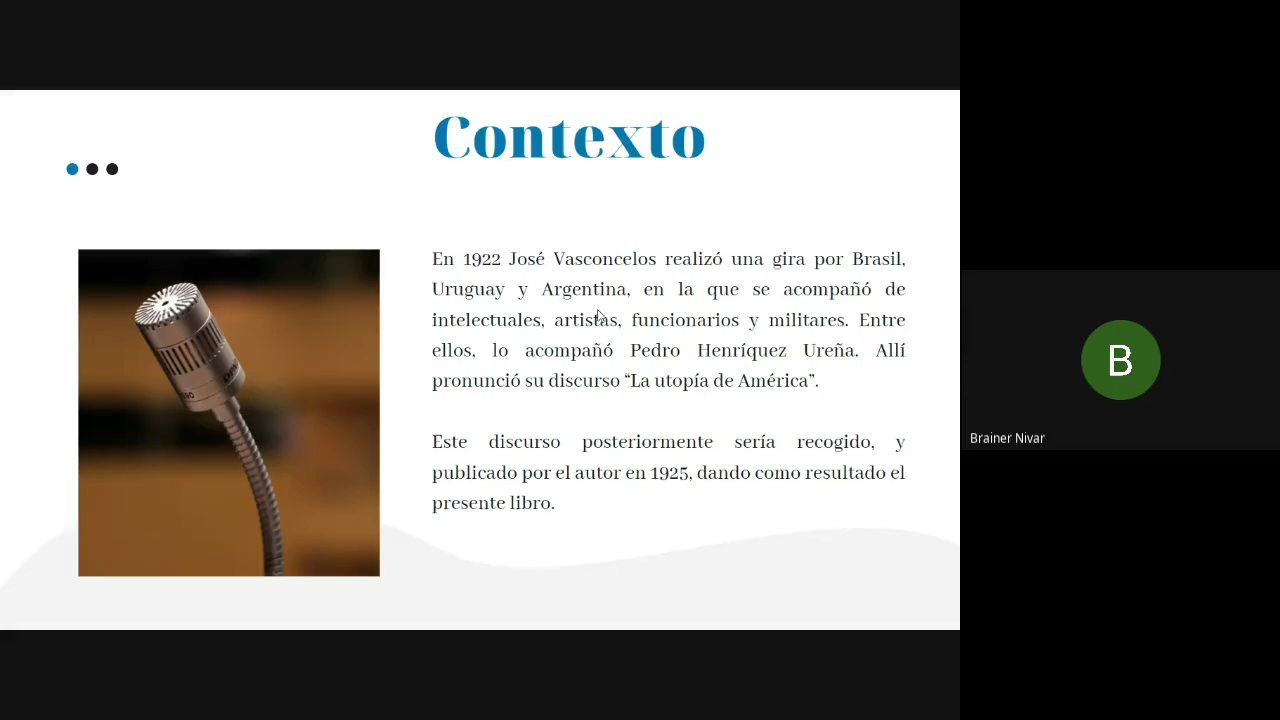 Contexto
En 1922 José Vasconcelos realizó una gira por Brasil,
Uruguay y Argentina, en la que se acompañó de
intelectuales, artistas, funcionarios y militares. Entre
ellos, lo acompañó Pedro Henríquez Ureña. Allí
pronunció su discurso “La utopía de América”.
Este discurso posteriormente sería recogido, y
publicado por el autor en 1925, dando como resultado el
presente libro.
B
Brainer Nivar